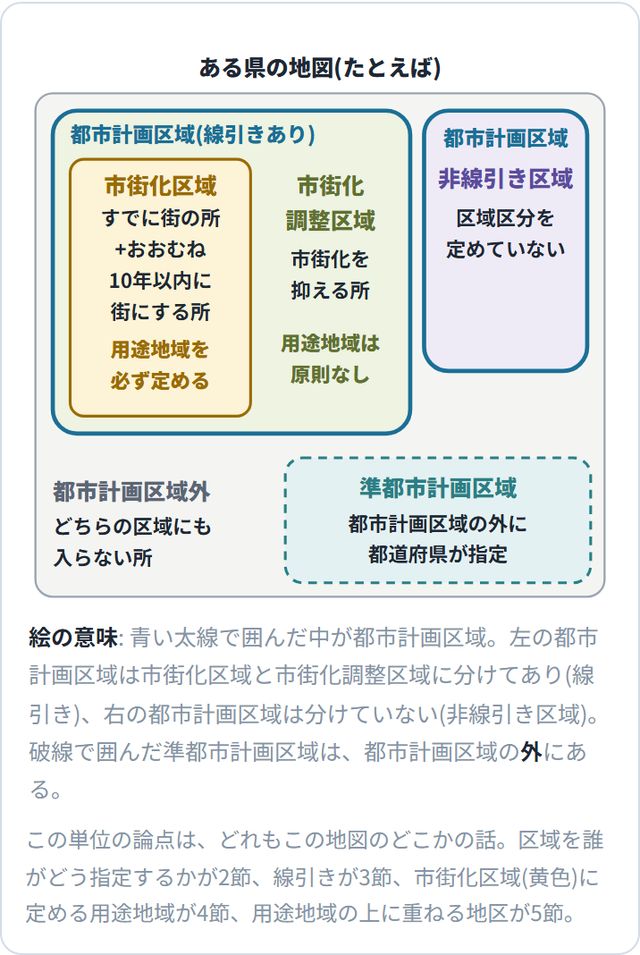 ある県の地図(たとえば)
都市計画区域(線引きあり)
市街化区域
すでに街の所
+おおむね
10年以内に
街にする所
用途地域を
必ず定める
市街化
調整区域
市街化を
抑える所
用途地域は
原則なし
都市計画区域
非線引き区域
区域区分を
定めていない
都市計画区域外
どちらの区域にも
入らない所
準都市計画区域
都市計画区域の外に
都道府県が指定
絵の意味: 青い太線で囲んだ中が都市計画区域。左の都市
計画区域は市街化区域と市街化調整区域に分けてあり(線
引き)、右の都市計画区域は分けていない(非線引き区域)。
破線で囲んだ準都市計画区域は、都市計画区域の外にあ
る。
この単位の論点は、どれもこの地図のどこかの話。区域を誰
がどう指定するかが2節、線引きが3節、市街化区域(黄色)に
定める用途地域が4節、用途地域の上に重ねる地区が5節。